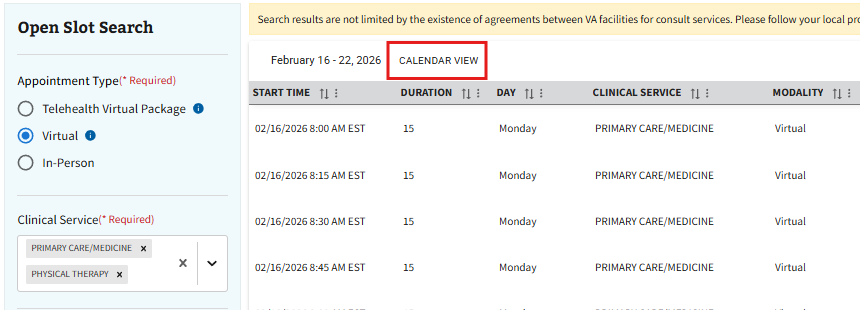 Open Slot Search
Appointment Type(* Required)
Telehealth Virtual Package
Virtual
In-Person
Clinical Service(* Required)
PRIMARY CARE/MEDICINE x
PHYSICAL THERAPY x
Search results are not limited by the existence of agreements between VA facilities for consult services. Please follow your local
February 16 - 22, 2026 CALENDAR VIEW
START TIME DURATION DAY CLINICAL SERVICE MODALITY
02/16/2026 8:00 AM EST 15 Monday PRIMARY CARE/MEDICINE Virtual
02/16/2026 8:15 AM EST 15 Monday PRIMARY CARE/MEDICINE Virtual
02/16/2026 8:30 AM EST 15 Monday PRIMARY CARE/MEDICINE Virtual
02/16/2026 8:45 AM EST 15 Monday PRIMARY CARE/MEDICINE Virtual